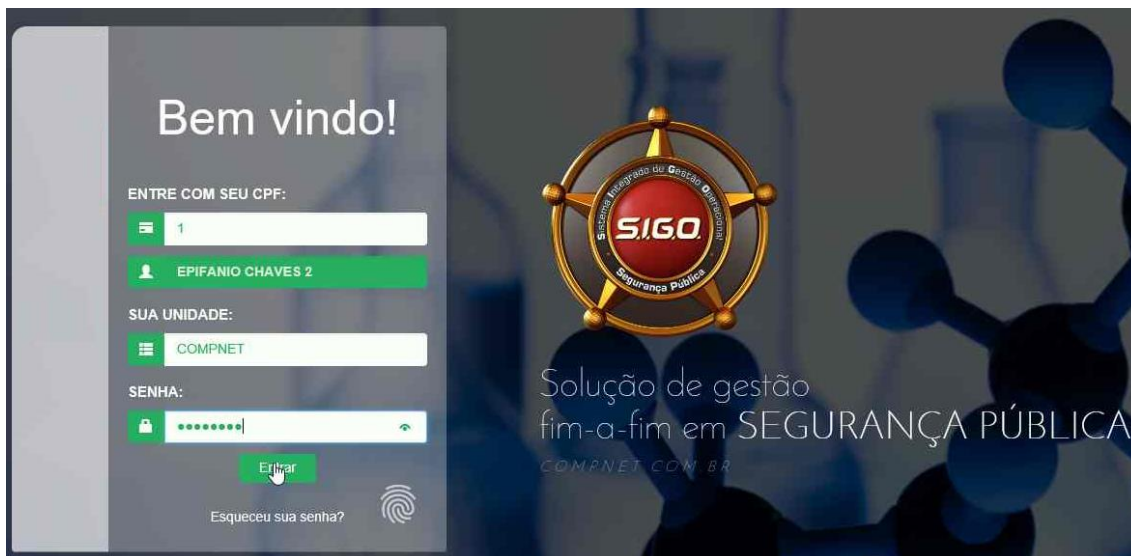 Bem vindo!
ENTRE COM SEU CPF:
1
EPIFANIO CHAVES 2
SUA UNIDADE:
COMPNET
SENHA:
••••••••
Entrar
Esqueceu sua senha?
Sistema Integrado de Gestão Operacional
S.I.G.O.
Segurança Pública
Solução de gestão
fim-a-fim em SEGURANÇA PÚBLICA
COMPNET.COM.BR